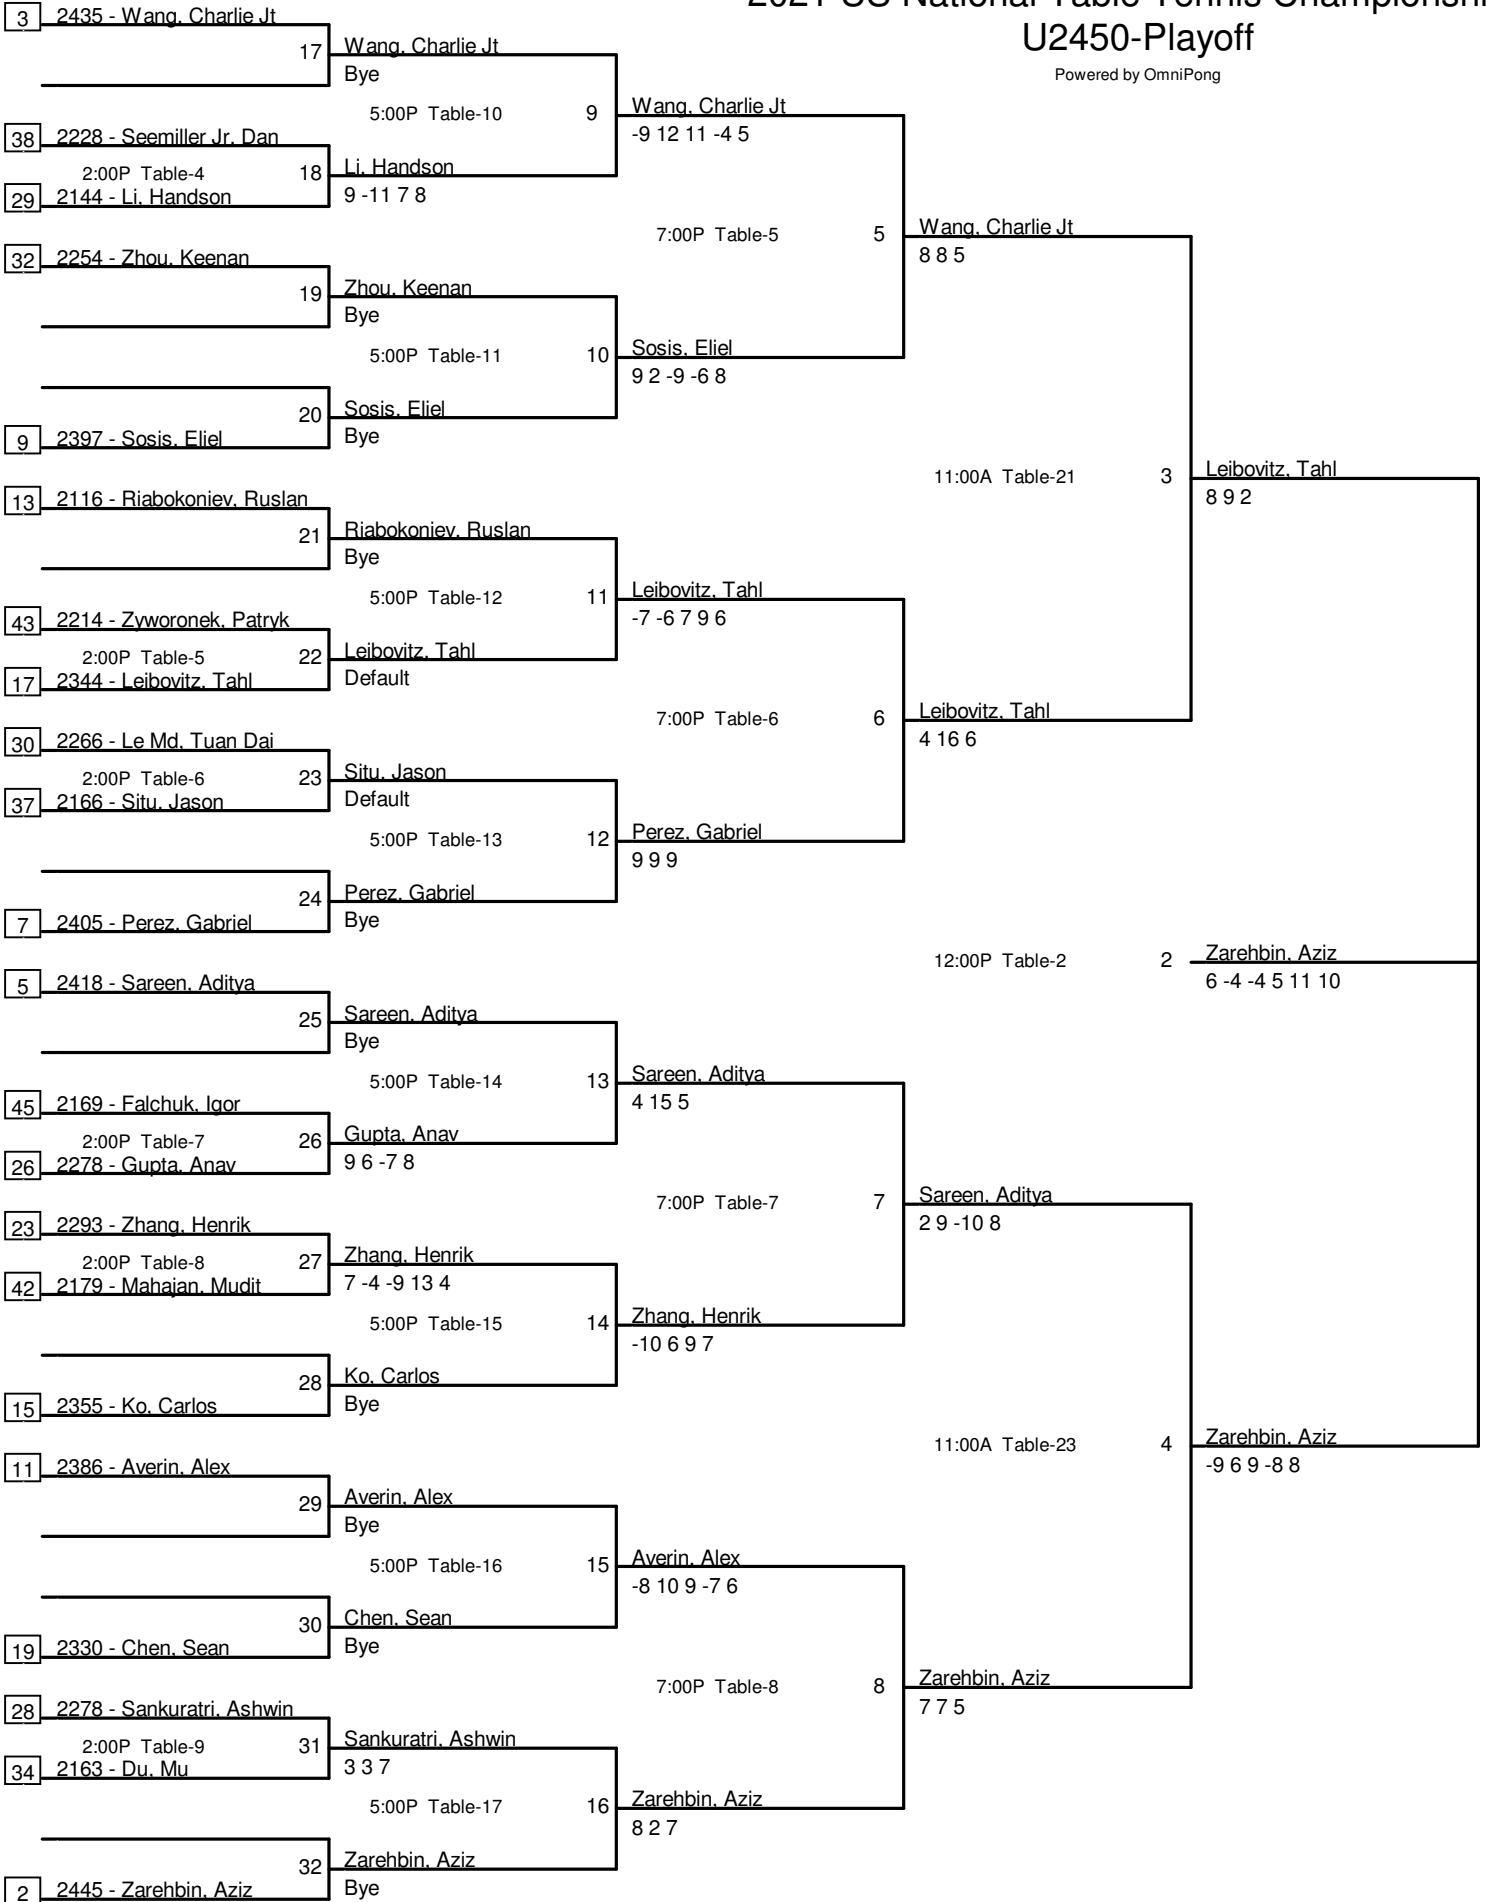 2021 US National Table Tennis Championshi
U2450-Playoff
Powered by OmniPong
3 2435 - Wang, Charlie Jt
17 Wang, Charlie Jt
Bye
5:00P Table-10 9 Wang, Charlie Jt
-9 12 11 -4 5
38 2228 - Seemiller Jr, Dan
2:00P Table-4 18 Li, Handson
29 2144 - Li, Handson 9 -11 7 8
7:00P Table-5 5 Wang, Charlie Jt
8 8 5
32 2254 - Zhou, Keenan
19 Zhou, Keenan
Bye
5:00P Table-11 10 Sosis, Eliel
9 2 -9 -6 8
20 Sosis, Eliel
9 2397 - Sosis, Eliel Bye
11:00A Table-21 3 Leibovitz, Tahl
8 9 2
13 2116 - Riabokoniev, Ruslan
21 Riabokoniev, Ruslan
Bye
5:00P Table-12 11 Leibovitz, Tahl
-7 -6 7 9 6
43 2214 - Zyworonek, Patryk
2:00P Table-5 22 Leibovitz, Tahl
17 2344 - Leibovitz, Tahl Default
7:00P Table-6 6 Leibovitz, Tahl
4 16 6
30 2266 - Le Md, Tuan Dai
2:00P Table-6 23 Situ, Jason
37 2166 - Situ, Jason Default
5:00P Table-13 12 Perez, Gabriel
9 9 9
24 Perez, Gabriel
7 2405 - Perez, Gabriel Bye
12:00P Table-2 2 Zarehbin, Aziz
6 -4 -4 5 11 10
5 2418 - Sareen, Aditya
25 Sareen, Aditya
Bye
5:00P Table-14 13 Sareen, Aditya
4 15 5
45 2169 - Falchuk, Igor
2:00P Table-7 26 Gupta, Anav
26 2278 - Gupta, Anav 9 6 -7 8
7:00P Table-7 7 Sareen, Aditya
2 9 -10 8
23 2293 - Zhang, Henrik
2:00P Table-8 27 Zhang, Henrik
42 2179 - Mahajan, Mudit 7 -4 -9 13 4
5:00P Table-15 14 Zhang, Henrik
-10 6 9 7
28 Ko, Carlos
15 2355 - Ko, Carlos Bye
11:00A Table-23 4 Zarehbin, Aziz
-9 6 9 -8 8
11 2386 - Averin, Alex
29 Averin, Alex
Bye
5:00P Table-16 15 Averin, Alex
-8 10 9 -7 6
30 Chen, Sean
19 2330 - Chen, Sean Bye
7:00P Table-8 8 Zarehbin, Aziz
7 7 5
28 2278 - Sankuratri, Ashwin
2:00P Table-9 31 Sankuratri, Ashwin
34 2163 - Du, Mu 3 3 7
5:00P Table-17 16 Zarehbin, Aziz
8 2 7
32 Zarehbin, Aziz
2 2445 - Zarehbin, Aziz Bye